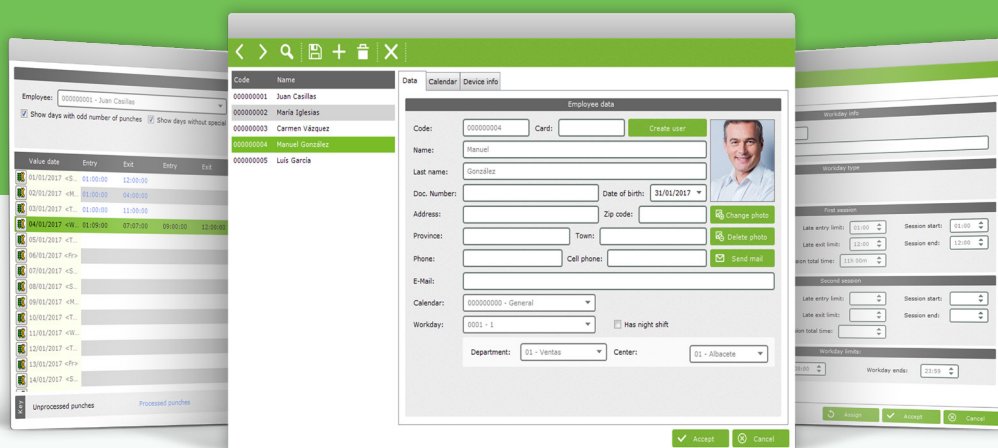 Employee: 000000001 - Juan Casillas
Show days with odd number of punches Show days without special
Value date Entry Exit Entry Exit
01/01/2017 <S... 01:00:00 12:00:00
02/01/2017 <M... 01:00:00 04:00:00
03/01/2017 <T... 01:00:00 11:00:00
04/01/2017 <W... 01:09:00 07:07:00 09:00:00 12:00:00
05/01/2017 <T...
06/01/2017 <Fr>
07/01/2017 <S...
08/01/2017 <S...
09/01/2017 <M...
10/01/2017 <T...
11/01/2017 <W...
12/01/2017 <T...
13/01/2017 <Fr>
14/01/2017 <S...
Key
Unprocessed punches Processed punches
Code Name
000000001 Juan Casillas
000000002 María Iglesias
000000003 Carmen Vázquez
000000004 Manuel González
000000005 Luís García
Data Calendar Device info
Employee data
Code: 000000004 Card: Create user
Name: Manuel
Last name: González
Doc. Number: Date of birth: 31/01/2017
Address: Zip code: Change photo
Province: Town: Delete photo
Phone: Cell phone: Send mail
E-Mail:
Calendar: 000000000 - General
Workday: 0001 - 1 Has night shift
Department: 01 - Ventas Center: 01 - Albacete
Accept Cancel
Workday info
Workday type
First session
Late entry limit: 01:00 Session start: 01:00
Late exit limit: 12:00 Session end: 12:00
total time:
Second session
Late entry limit: Session start:
Late exit limit: Session end:
total time:
Workday limits:
Workday ends: 23:59
Assign Accept Cancel